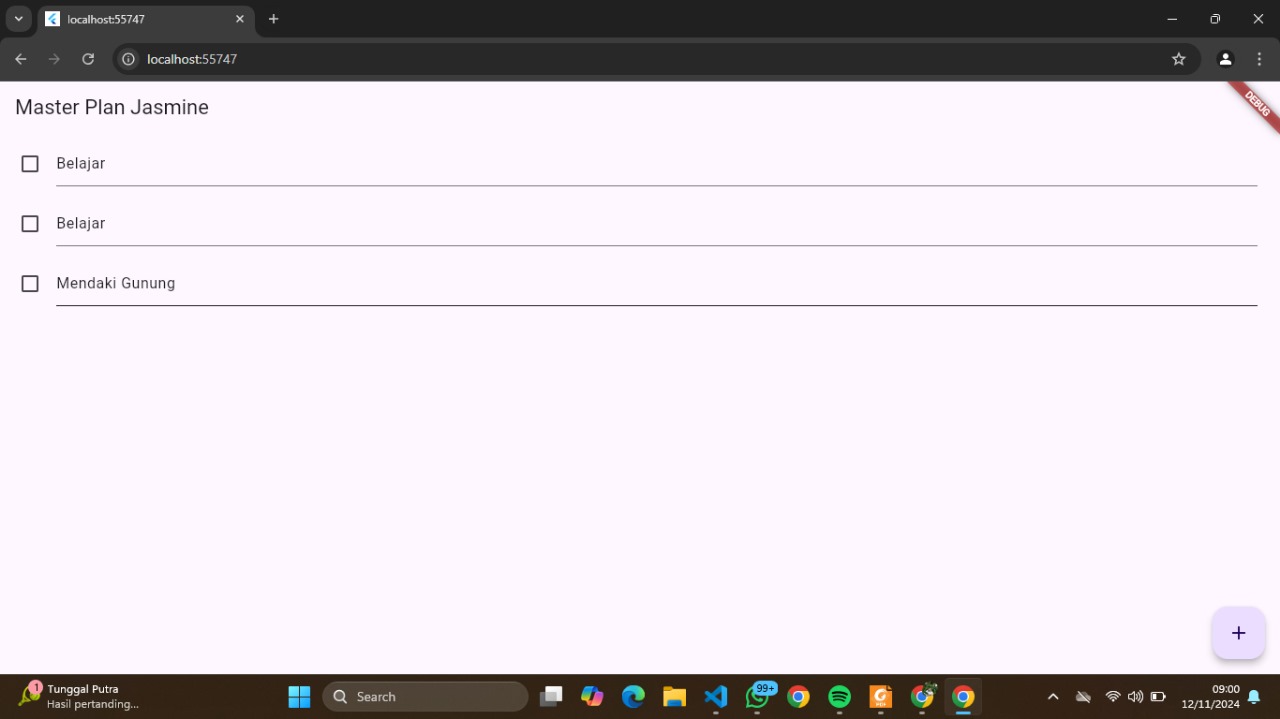 localhost:55747
localhost:55747
Master Plan Jasmine
DEBUG
Belajar
Belajar
Mendaki Gunung
1
Tunggal Putra
Hasil pertanding...
Search
99+
PDF
09:00
12/11/2024